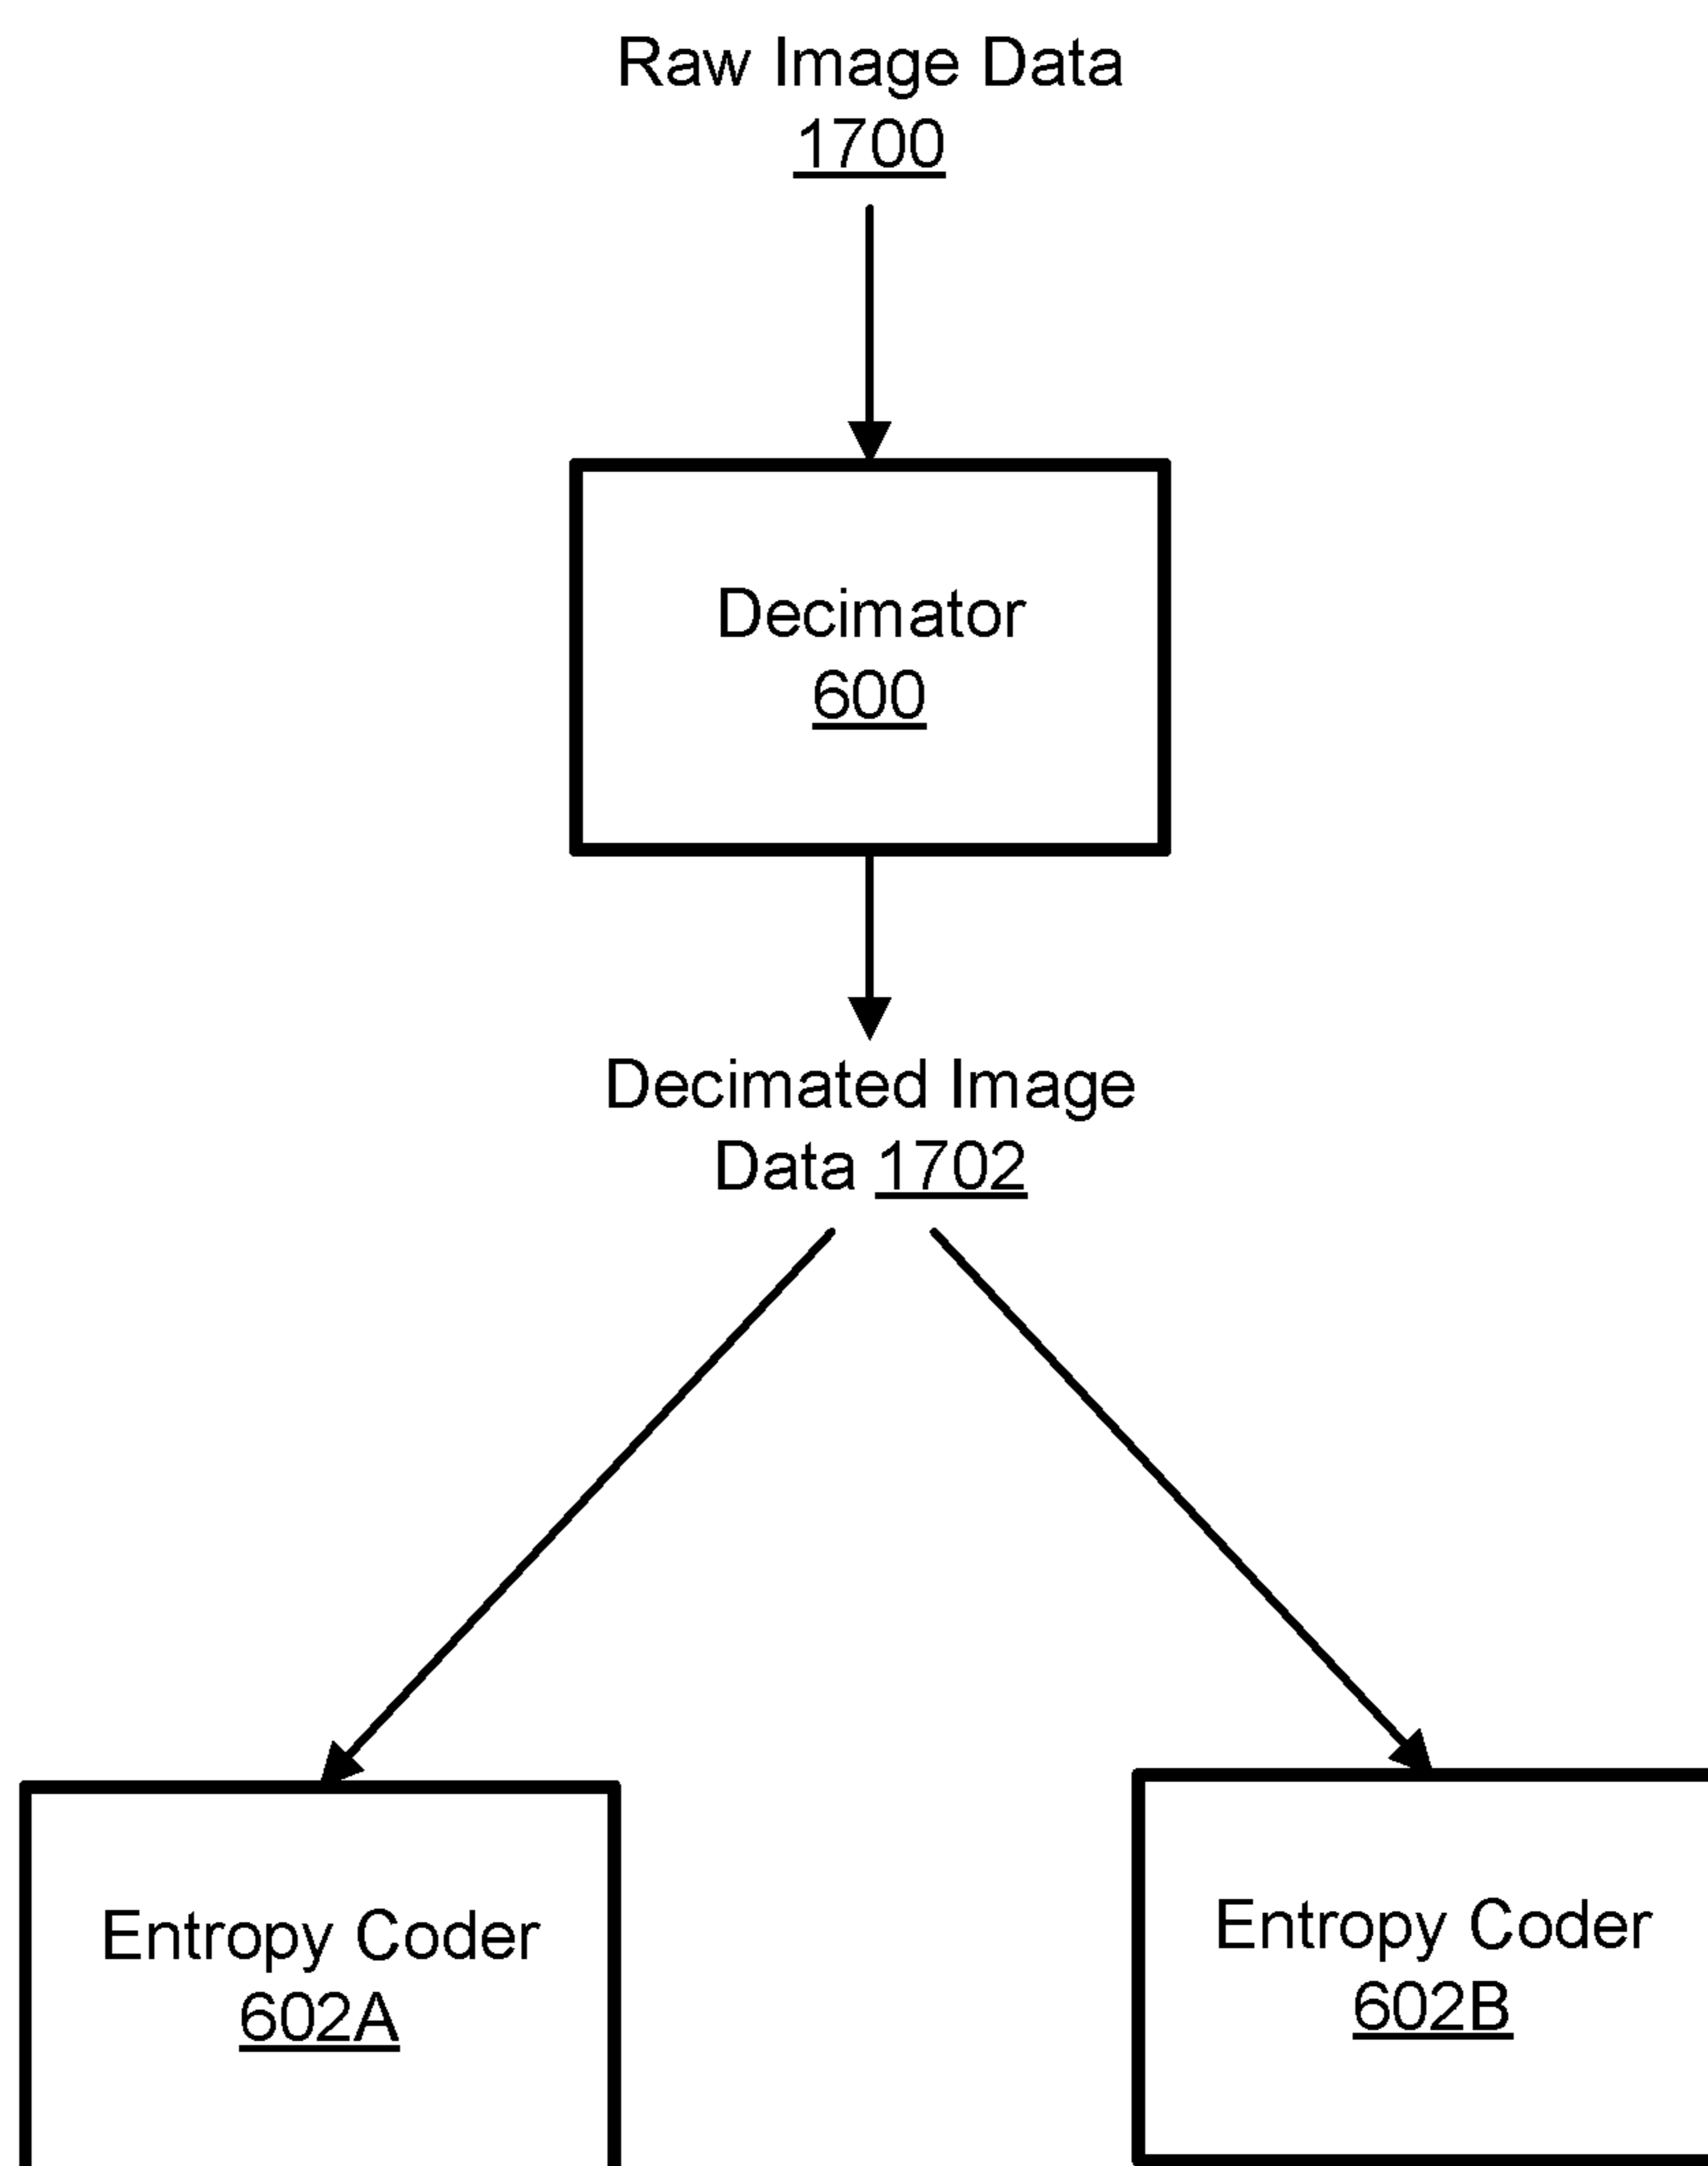 Raw Image Data
1700
Decimator
600
Decimated Image
Data 1702
Entropy Coder
602A
Entropy Coder
602B